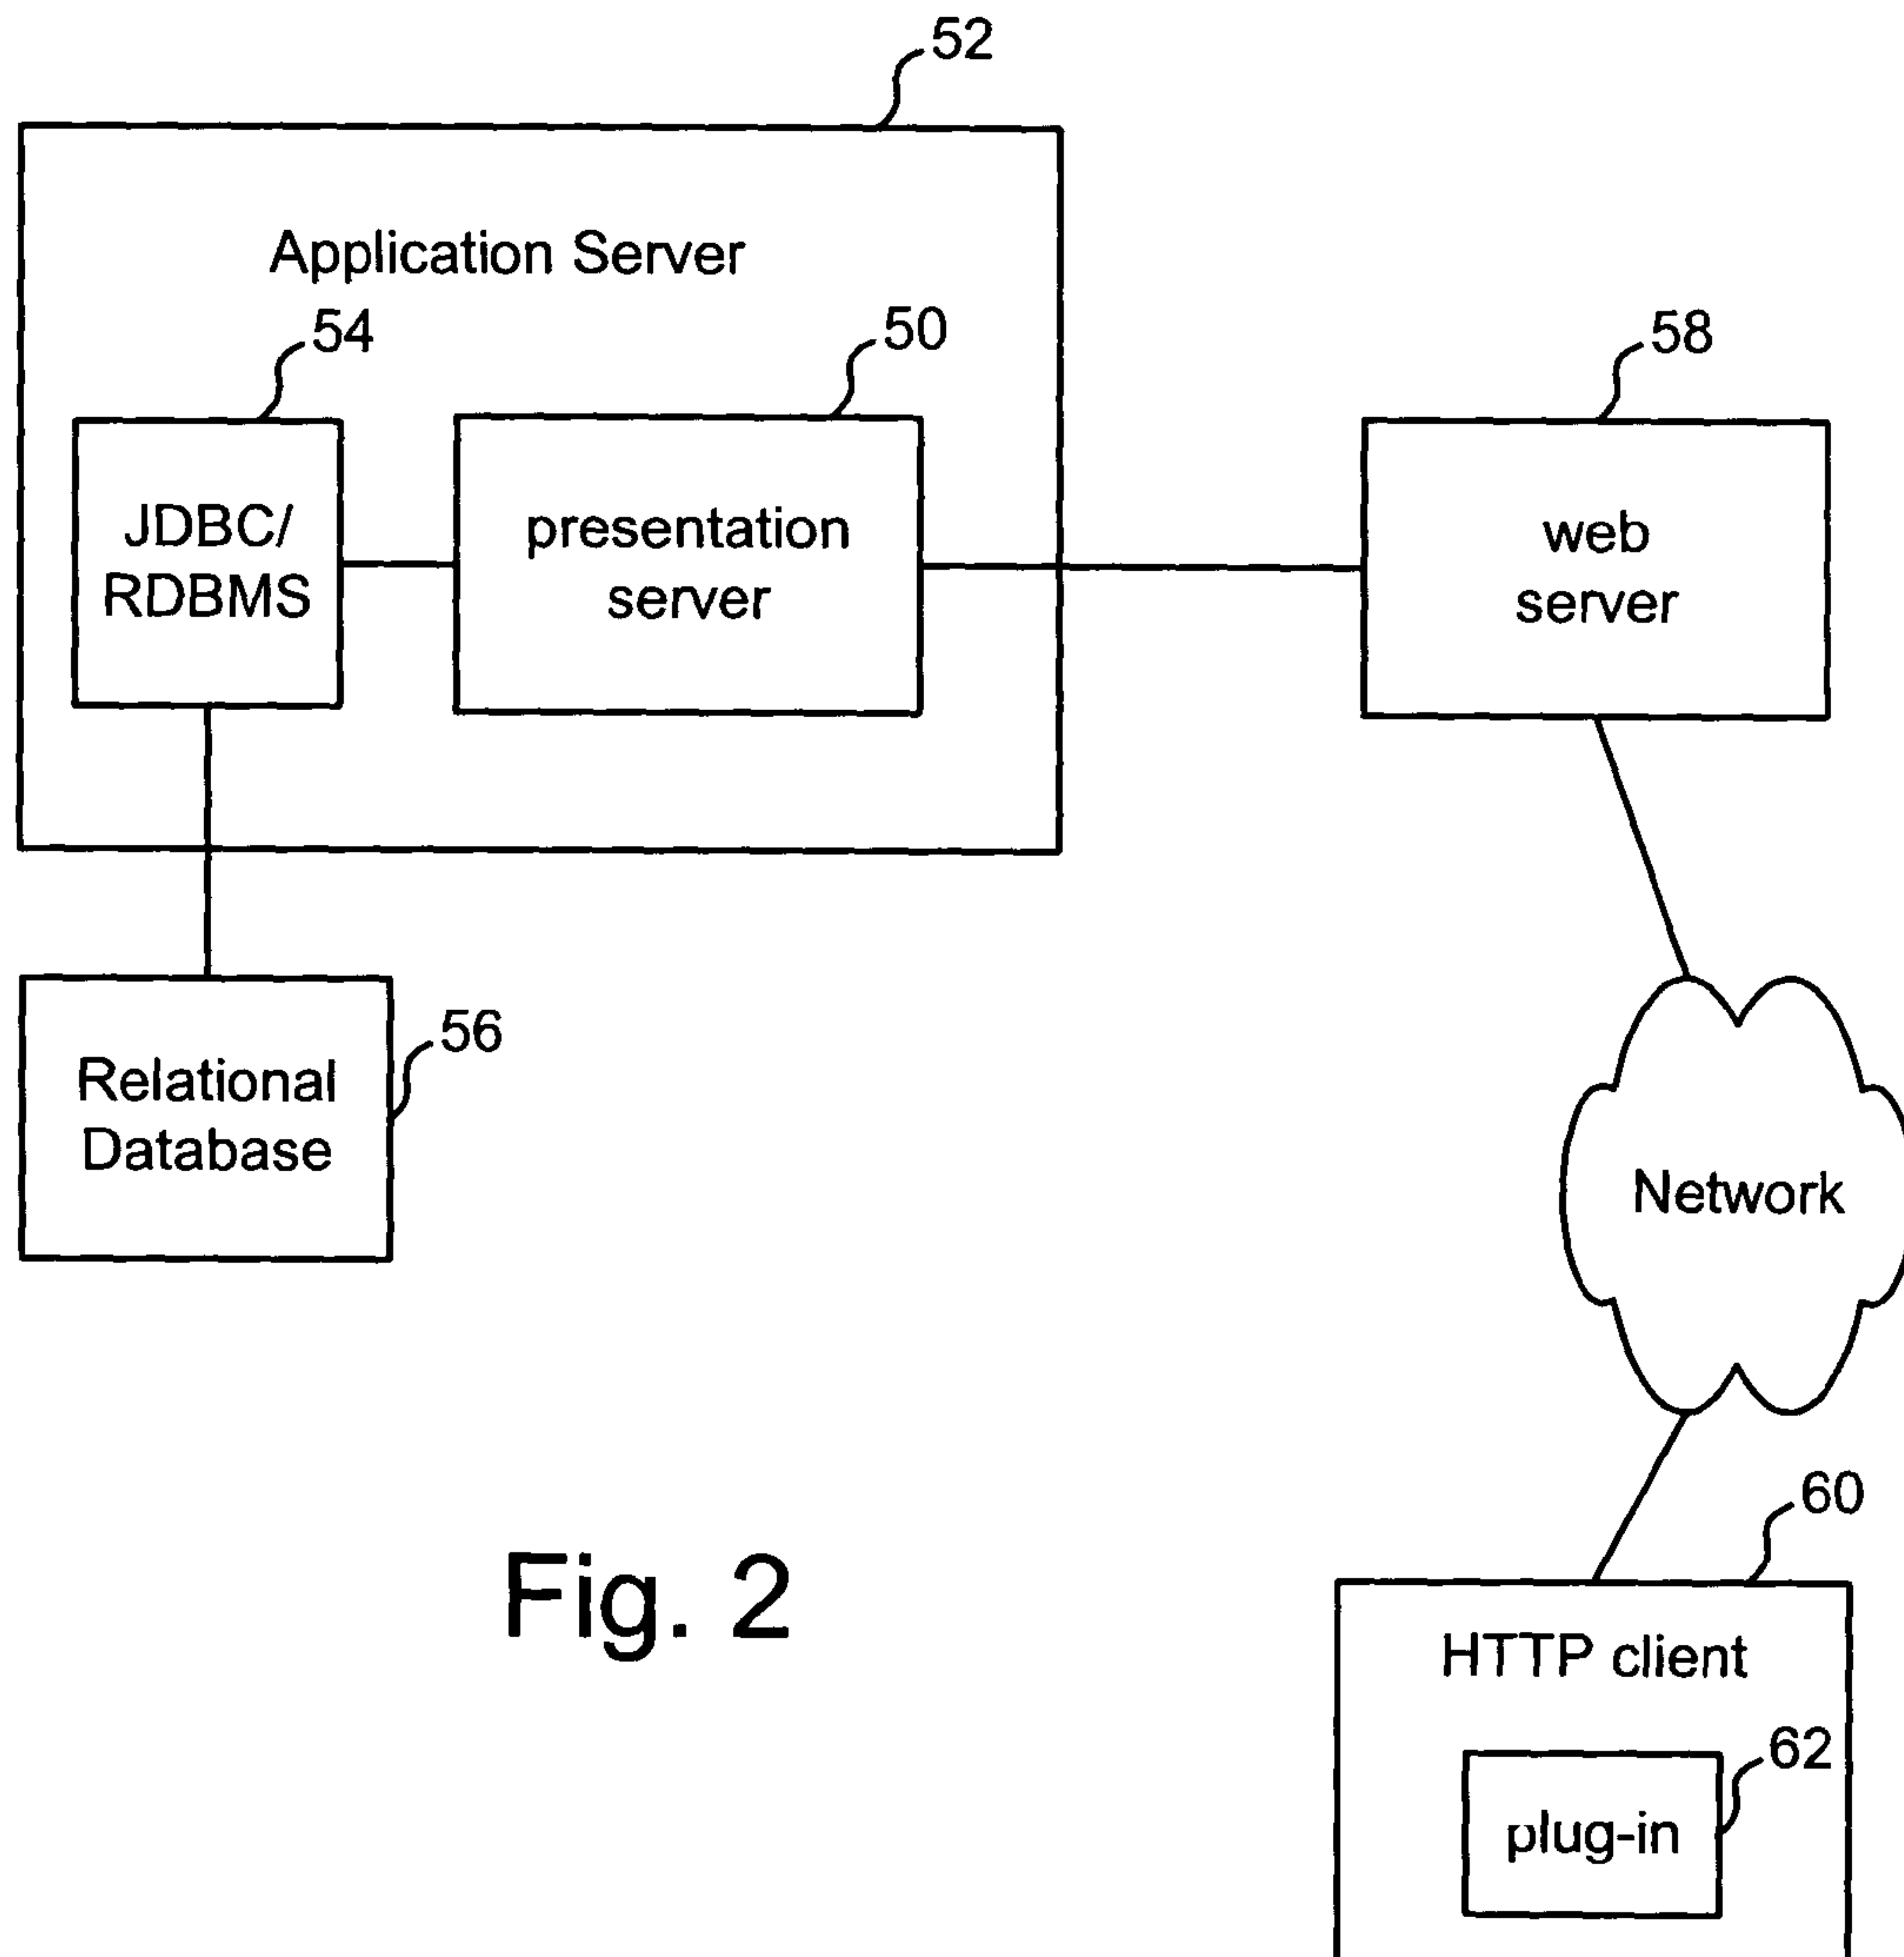 52
Application Server
54
50
58
JDBC/
RDBMS
presentation
server
web
server
56
Relational
Database
Network
60
Fig. 2
HTTP client
62
plug-in